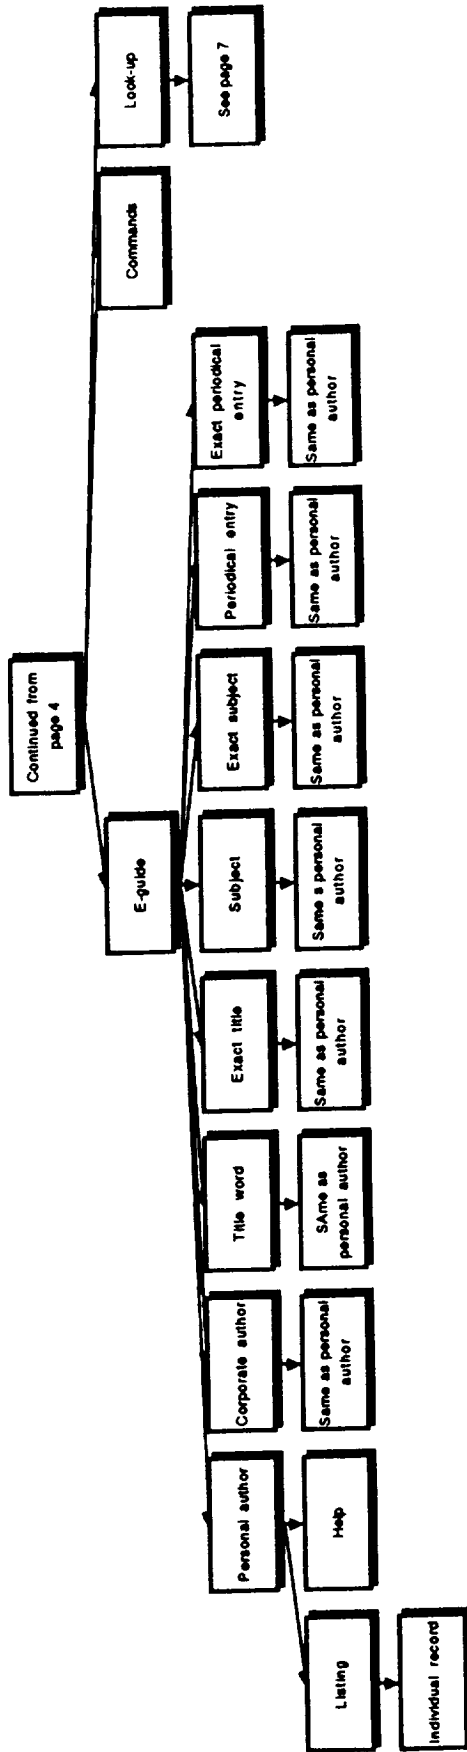 Continued from
page 4
E-guide
Commands
Look-up
See page 7
Personal author
Corporate author
Title word
Exact title
Subject
Exact subject
Periodical entry
Exact periodical
entry
Listing
Help
Same as personal
author
SAme as
personal author
Same as personal
author
Same s personal
author
Same as personal
author
Same as personal
author
Same as personal
author
Individual record